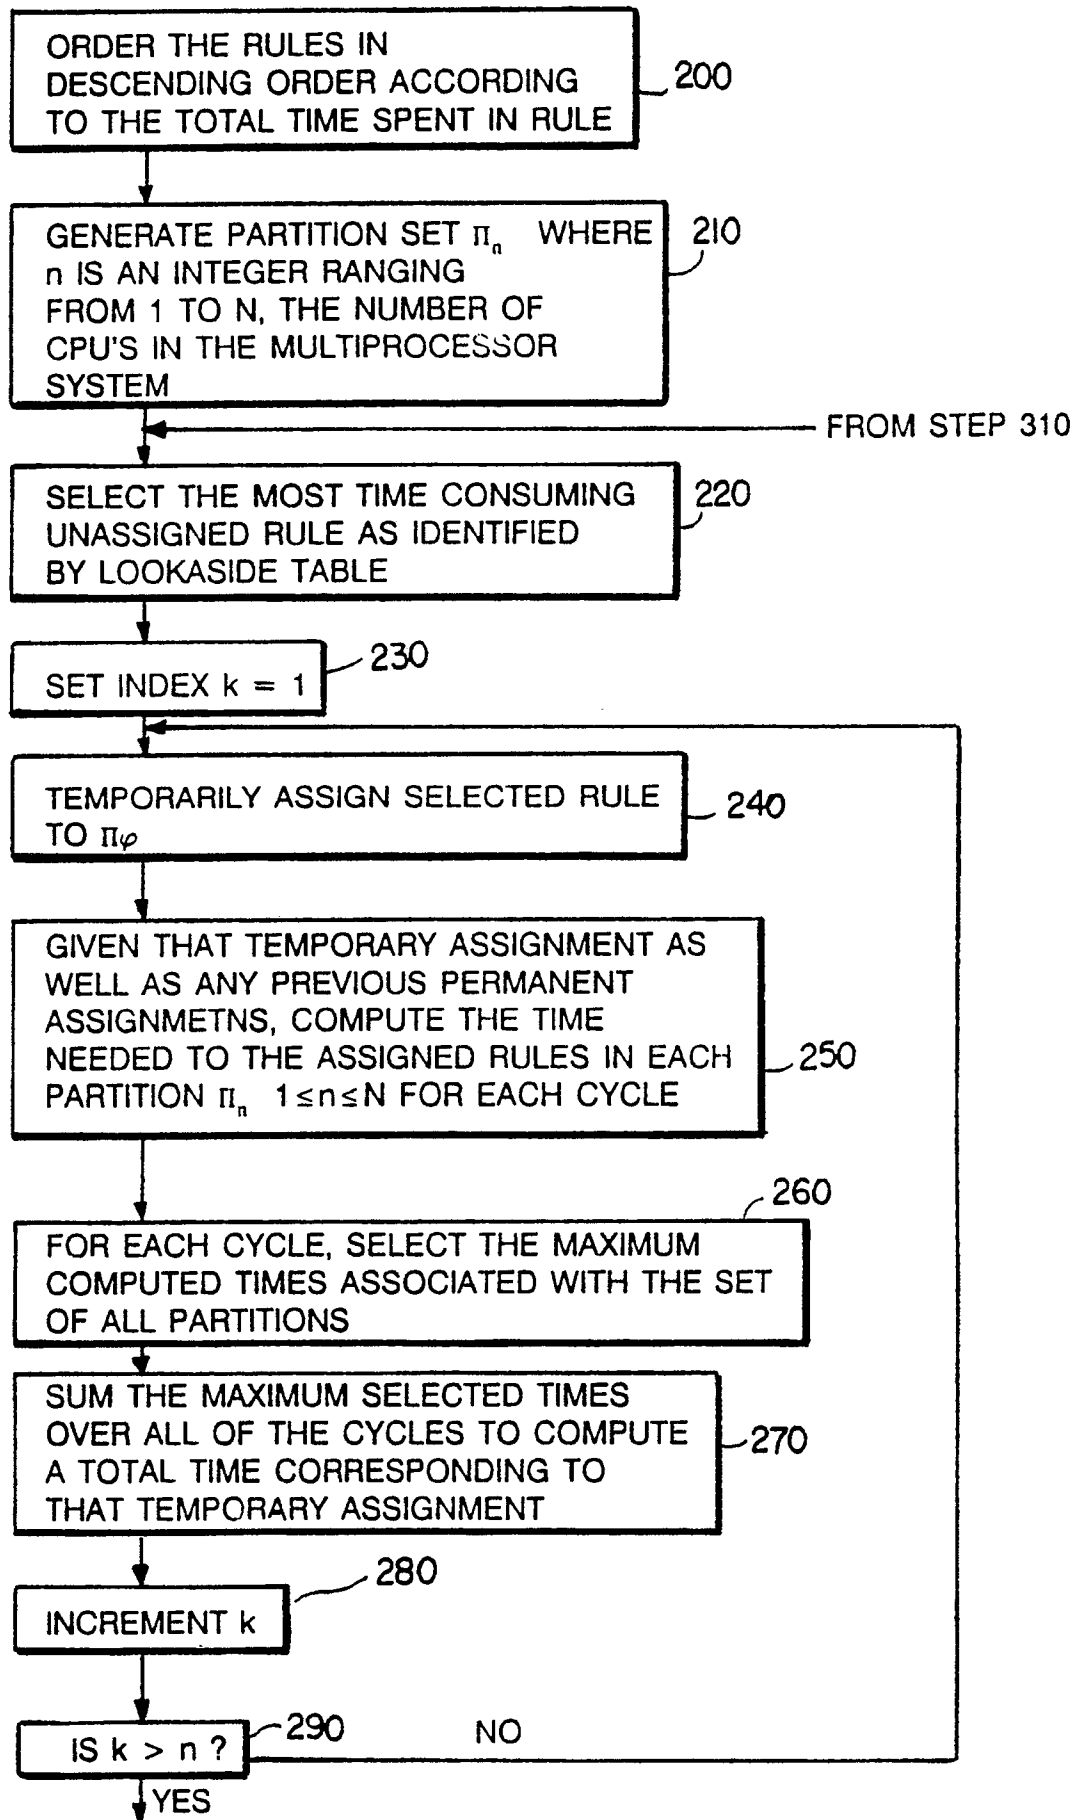 ORDER THE RULES IN
DESCENDING ORDER ACCORDING
TO THE TOTAL TIME SPENT IN RULE
200
GENERATE PARTITION SET Πₙ WHERE
n IS AN INTEGER RANGING
FROM 1 TO N, THE NUMBER OF
CPU'S IN THE MULTIPROCESSOR
SYSTEM
210
FROM STEP 310
SELECT THE MOST TIME CONSUMING
UNASSIGNED RULE AS IDENTIFIED
BY LOOKASIDE TABLE
220
SET INDEX k = 1
230
TEMPORARILY ASSIGN SELECTED RULE
TO Πφ
240
GIVEN THAT TEMPORARY ASSIGNMENT AS
WELL AS ANY PREVIOUS PERMANENT
ASSIGNMETNS, COMPUTE THE TIME
NEEDED TO THE ASSIGNED RULES IN EACH
PARTITION Πₙ 1≤n≤N FOR EACH CYCLE
250
260
FOR EACH CYCLE, SELECT THE MAXIMUM
COMPUTED TIMES ASSOCIATED WITH THE SET
OF ALL PARTITIONS
SUM THE MAXIMUM SELECTED TIMES
OVER ALL OF THE CYCLES TO COMPUTE
A TOTAL TIME CORRESPONDING TO
THAT TEMPORARY ASSIGNMENT
270
280
INCREMENT k
290
IS k > n ?
NO
YES